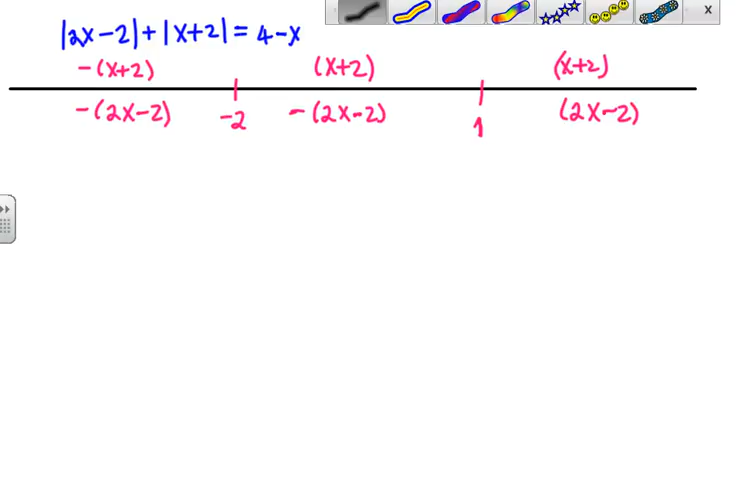 |2x-2|+|x+2|=4-x
-(x+2) (x+2) (x+2)
-(2x-2) -2 -(2x-2) 1 (2x-2)
x